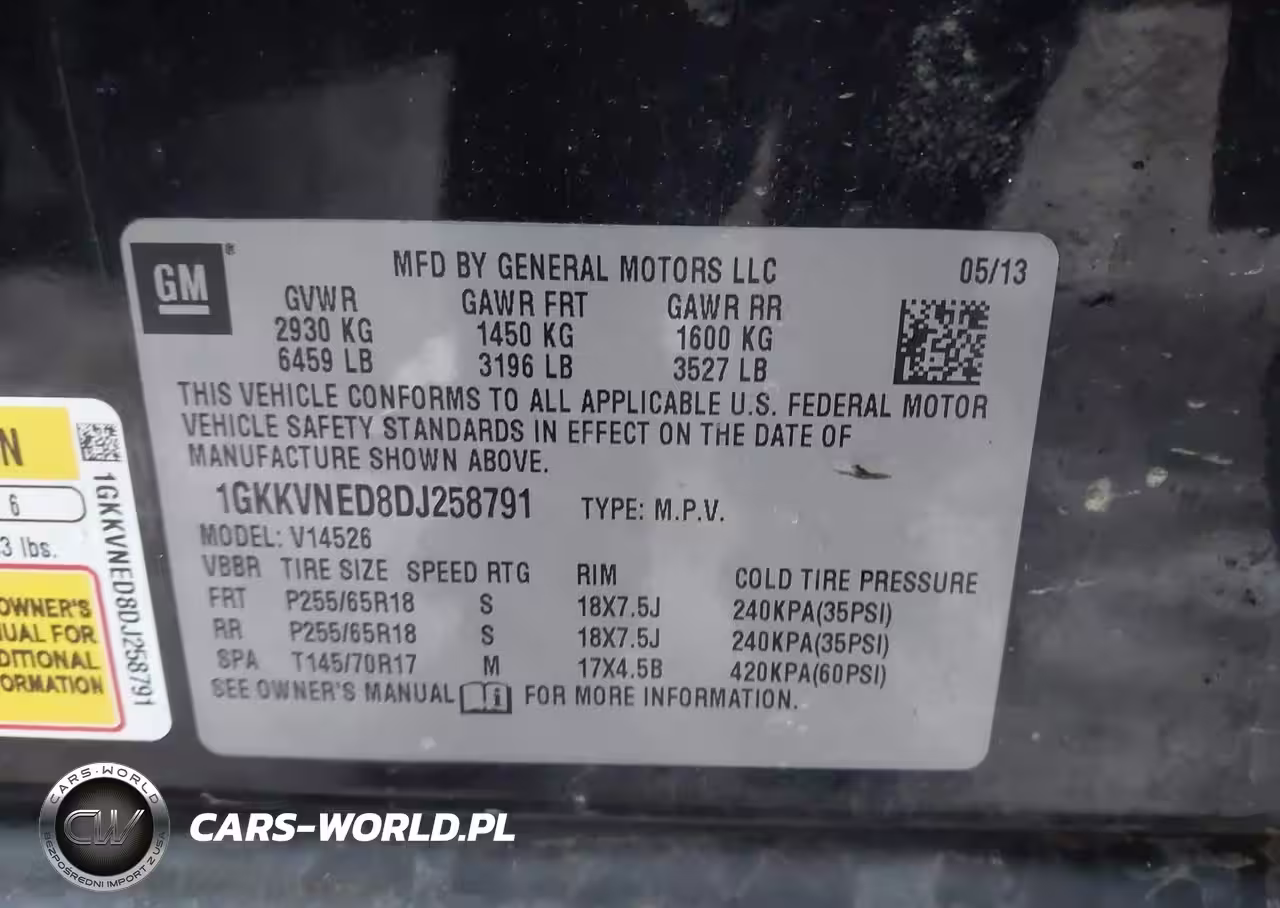 GM®
MFD BY GENERAL MOTORS LLC 05/13
GVWR GAWR FRT GAWR RR
2930 KG 1450 KG 1600 KG
6459 LB 3196 LB 3527 LB
THIS VEHICLE CONFORMS TO ALL APPLICABLE U.S. FEDERAL MOTOR
VEHICLE SAFETY STANDARDS IN EFFECT ON THE DATE OF
MANUFACTURE SHOWN ABOVE.
1GKKVNED8DJ258791 TYPE: M.P.V.
MODEL: V14526
VBBR TIRE SIZE SPEED RTG RIM COLD TIRE PRESSURE
FRT P255/65R18 S 18X7.5J 240KPA(35PSI)
RR P255/65R18 S 18X7.5J 240KPA(35PSI)
SPA T145/70R17 M 17X4.5B 420KPA(60PSI)
SEE OWNER'S MANUAL i FOR MORE INFORMATION.
N
6
3 lbs.
OWNER'S
UAL FOR
DITIONAL
ORMATION
1GKKVNED8DJ258791
CARS-WORLD
CW
BEZPOŚREDNI IMPORT Z USA
CARS-WORLD.PL